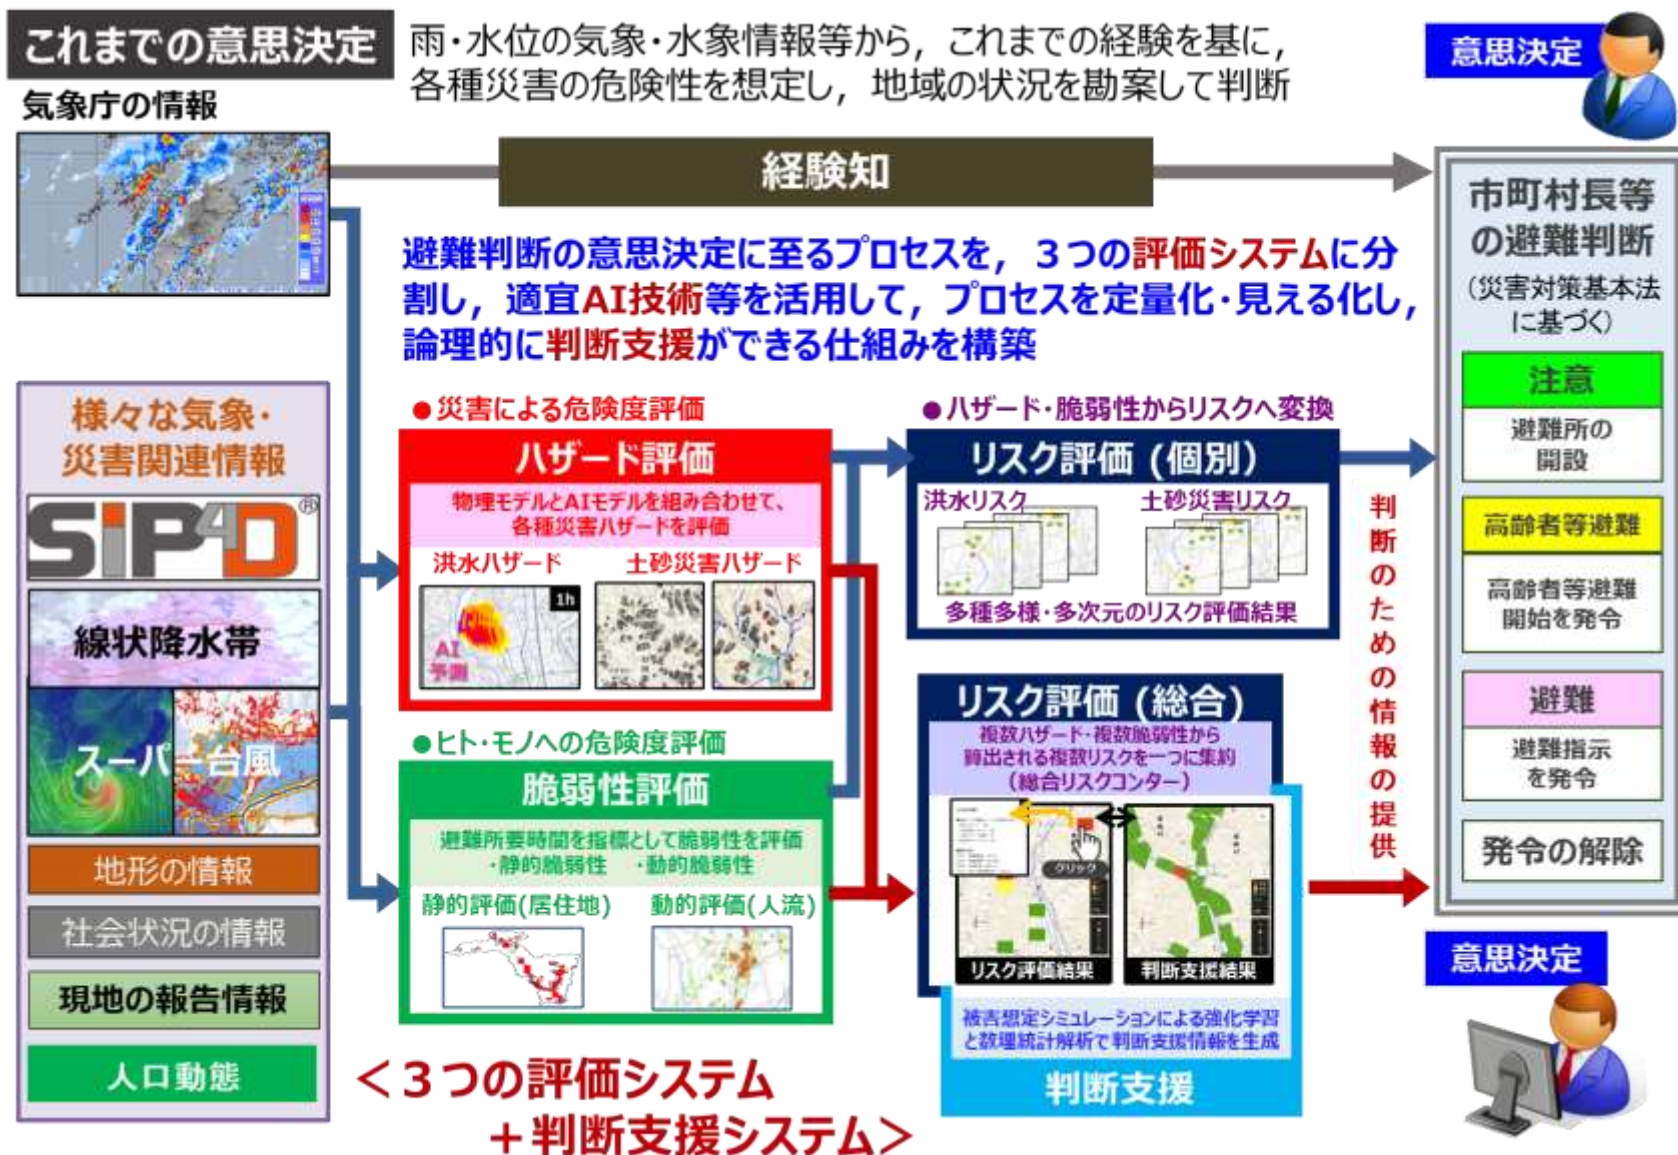 これまでの意思決定
雨・水位の気象・水象情報等から，これまでの経験を基に，
各種災害の危険性を想定し，地域の状況を勘案して判断
意思決定
気象庁の情報
経験知
避難判断の意思決定に至るプロセスを，３つの評価システムに分
割し，適宜AI技術等を活用して，プロセスを定量化・見える化し，
論理的に判断支援ができる仕組みを構築
様々な気象・
災害関連情報
SiP4D®
線状降水帯
スーパー台風
地形の情報
社会状況の情報
現地の報告情報
人口動態
●災害による危険度評価
ハザード評価
物理モデルとAIモデルを組み合わせて、
各種災害ハザードを評価
洪水ハザード
土砂災害ハザード
1h
AI
予測
●ヒト・モノへの危険度評価
脆弱性評価
避難所要時間を指標として脆弱性を評価
・静的脆弱性　・動的脆弱性
静的評価(居住地)
動的評価(人流)
●ハザード・脆弱性からリスクへ変換
リスク評価 (個別）
洪水リスク
土砂災害リスク
多種多様・多次元のリスク評価結果
リスク評価 (総合)
複数ハザード・複数脆弱性から
算出される複数リスクを一つに集約
（総合リスクコンター）
クリック
リスク評価結果
判断支援結果
被害想定シミュレーションによる強化学習
と数理統計解析で判断支援情報を生成
判断支援
＜３つの評価システム
＋判断支援システム＞
判断のための情報の提供
市町村長等
の避難判断
（災害対策基本法
に基づく）
注意
避難所の
開設
高齢者等避難
高齢者等避難
開始を発令
避難
避難指示
を発令
発令の解除
意思決定